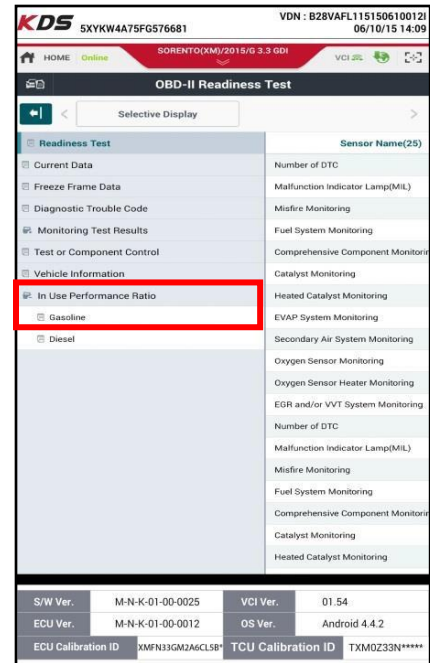 KDS 5XYKW4A75FG576681
VDN : B28VAFL115150610012I
06/10/15 14:09
HOME Online SORENTO(XM)/2015/G 3.3 GDI VCI
OBD-II Readiness Test
< Selective Display >
Readiness Test
Current Data
Freeze Frame Data
Diagnostic Trouble Code
Monitoring Test Results
Test or Component Control
Vehicle Information
In Use Performance Ratio
Gasoline
Diesel
Sensor Name(25)
Number of DTC
Malfunction Indicator Lamp(MIL)
Misfire Monitoring
Fuel System Monitoring
Comprehensive Component Monitorin
Catalyst Monitoring
Heated Catalyst Monitoring
EVAP System Monitoring
Secondary Air System Monitoring
Oxygen Sensor Monitoring
Oxygen Sensor Heater Monitoring
EGR and/or VVT System Monitoring
Number of DTC
Malfunction Indicator Lamp(MIL)
Misfire Monitoring
Fuel System Monitoring
Comprehensive Component Monitorin
Catalyst Monitoring
Heated Catalyst Monitoring
S/W Ver. M-N-K-01-00-0025 VCI Ver. 01.54
ECU Ver. M-N-K-01-00-0012 OS Ver. Android 4.4.2
ECU Calibration ID XMFN33GM2A6CLSB* TCU Calibration ID TXM0Z33N*****